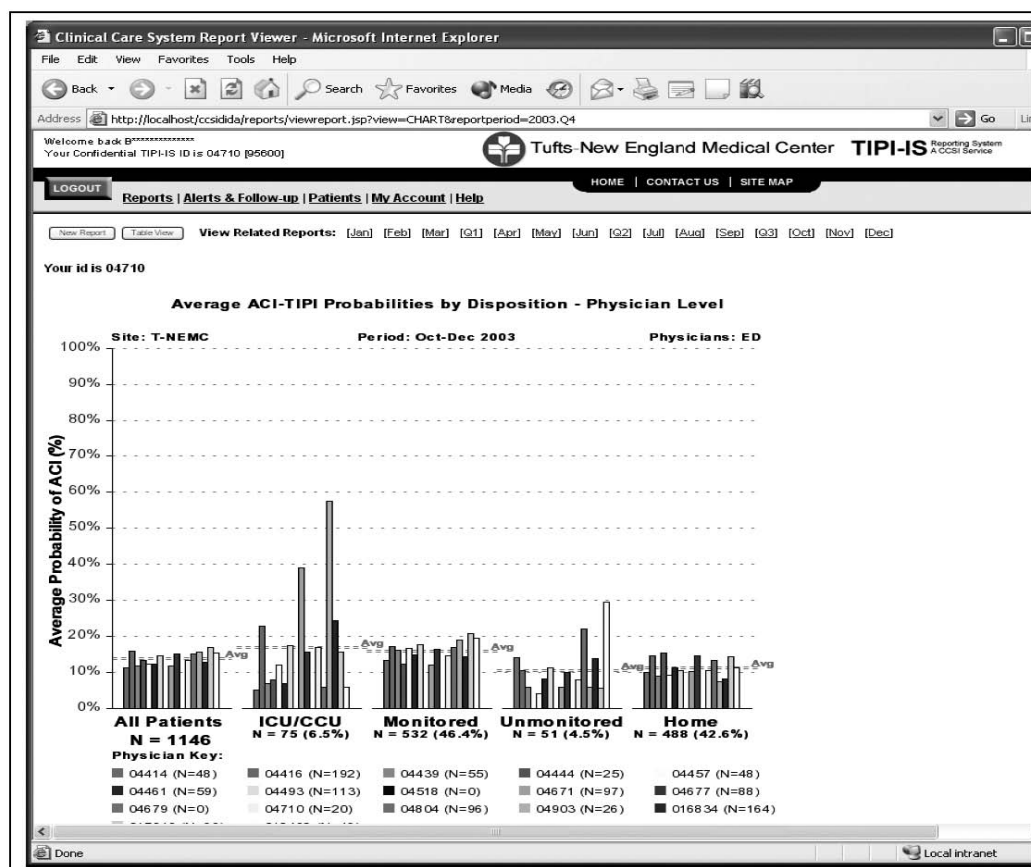 Clinical Care System Report Viewer - Microsoft Internet Explorer
File Edit View Favorites Tools Help
Back Search Favorites Media
Address http://localhost/ccsidida/reports/viewreport.jsp?view=CHART&reportperiod=2003.Q4 Go
Welcome back B**************
Your Confidential TIPI-IS ID is 04710 [95600]
Tufts-New England Medical Center TIPI-IS Reporting System
A CCSI Service
LOGOUT
HOME | CONTACT US | SITE MAP
Reports | Alerts & Follow-up | Patients | My Account | Help
New Report Table View View Related Reports: [Jan] [Feb] [Mar] [Q1] [Apr] [May] [Jun] [Q2] [Jul] [Aug] [Sep] [Q3] [Oct] [Nov] [Dec]
Your id is 04710
Average ACI-TIPI Probabilities by Disposition - Physician Level
Site: T-NEMC Period: Oct-Dec 2003 Physicians: ED
Average Probability of ACI (%)
100%
90%
80%
70%
60%
50%
40%
30%
20%
10%
0%
Avg Avg Avg Avg Avg
All Patients ICU/CCU Monitored Unmonitored Home
N = 1146 N = 75 (6.5%) N = 532 (46.4%) N = 51 (4.5%) N = 488 (42.6%)
Physician Key:
04414 (N=48) 04416 (N=192) 04439 (N=55) 04444 (N=25) 04457 (N=48)
04461 (N=59) 04493 (N=113) 04518 (N=0) 04671 (N=97) 04677 (N=88)
04679 (N=0) 04710 (N=20) 04804 (N=96) 04903 (N=26) 016834 (N=164)
Done Local intranet